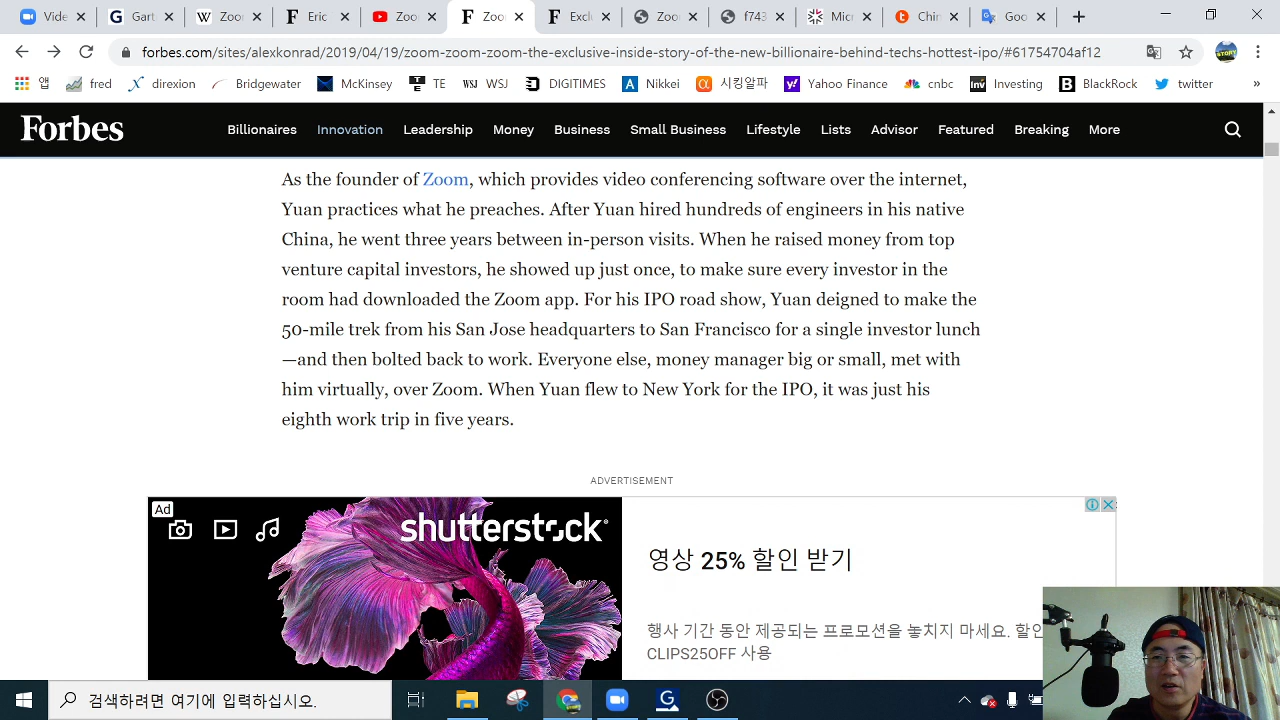 Vide
Gart
Zoon
Eric
Zoo
Zoor
Exclu
Zoon
f743
Micr
Chin
Goo
forbes.com/sites/alexkonrad/2019/04/19/zoom-zoom-zoom-the-exclusive-inside-story-of-the-new-billionaire-behind-techs-hottest-ipo/#61754704af12
앱 fred direxion Bridgewater McKinsey TE WSJ DIGITIMES Nikkei 시킹알파 Yahoo Finance cnbc Investing BlackRock twitter »
Forbes Billionaires Innovation Leadership Money Business Small Business Lifestyle Lists Advisor Featured Breaking More
As the founder of Zoom, which provides video conferencing software over the internet,
Yuan practices what he preaches. After Yuan hired hundreds of engineers in his native
China, he went three years between in-person visits. When he raised money from top
venture capital investors, he showed up just once, to make sure every investor in the
room had downloaded the Zoom app. For his IPO road show, Yuan deigned to make the
50-mile trek from his San Jose headquarters to San Francisco for a single investor lunch
—and then bolted back to work. Everyone else, money manager big or small, met with
him virtually, over Zoom. When Yuan flew to New York for the IPO, it was just his
eighth work trip in five years.
ADVERTISEMENT
Ad
shutterstock
영상 25% 할인 받기
행사 기간 동안 제공되는 프로모션을 놓치지 마세요. 할인
CLIPS25OFF 사용
검색하려면 여기에 입력하십시오.